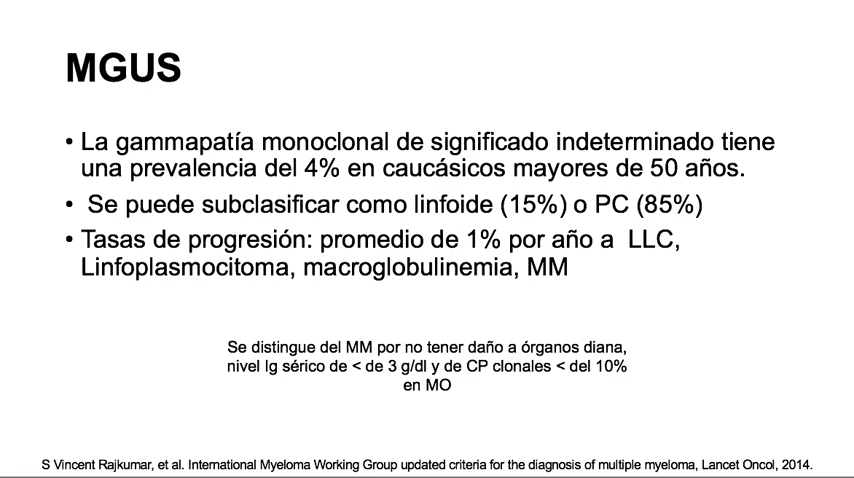 MGUS
• La gammapatía monoclonal de significado indeterminado tiene
una prevalencia del 4% en caucásicos mayores de 50 años.
• Se puede subclasificar como linfoide (15%) o PC (85%)
• Tasas de progresión: promedio de 1% por año a LLC,
Linfoplasmocitoma, macroglobulinemia, MM
Se distingue del MM por no tener daño a órganos diana,
nivel Ig sérico de < de 3 g/dl y de CP clonales < del 10%
en MO
S Vincent Rajkumar, et al. International Myeloma Working Group updated criteria for the diagnosis of multiple myeloma, Lancet Oncol, 2014.